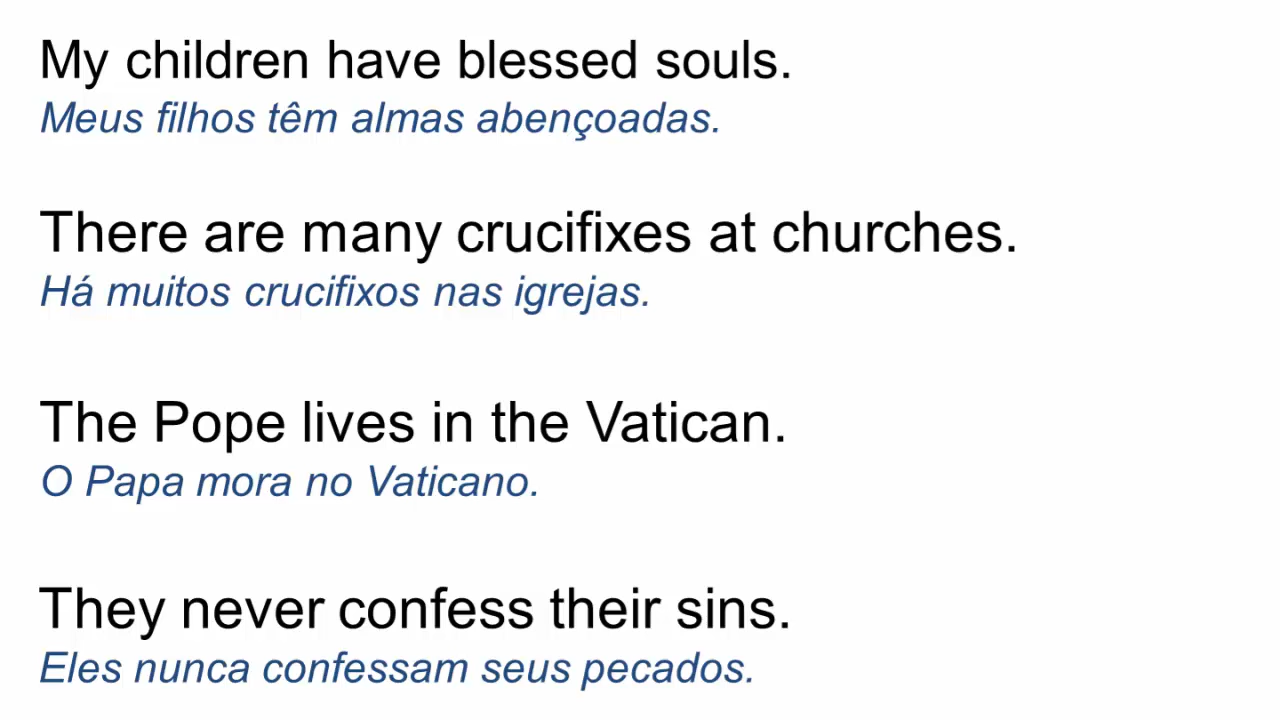 My children have blessed souls.
Meus filhos têm almas abençoadas.
There are many crucifixes at churches.
Há muitos crucifixos nas igrejas.
The Pope lives in the Vatican.
O Papa mora no Vaticano.
They never confess their sins.
Eles nunca confessam seus pecados.